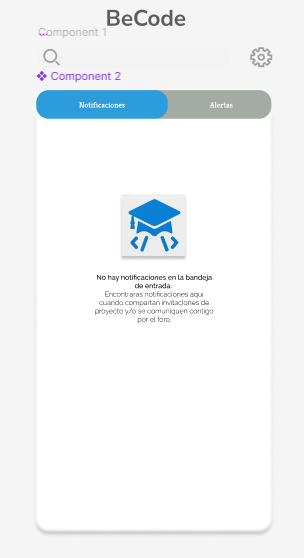 BeCode
Component 1
Component 2
Notificaciones
Alertas
No hay notificaciones en la bandeja
de entrada.
Encontraras notificaciones aqui
cuando compartan invitaciones de
proyecto y/o se comuniquen contigo
por el foro.